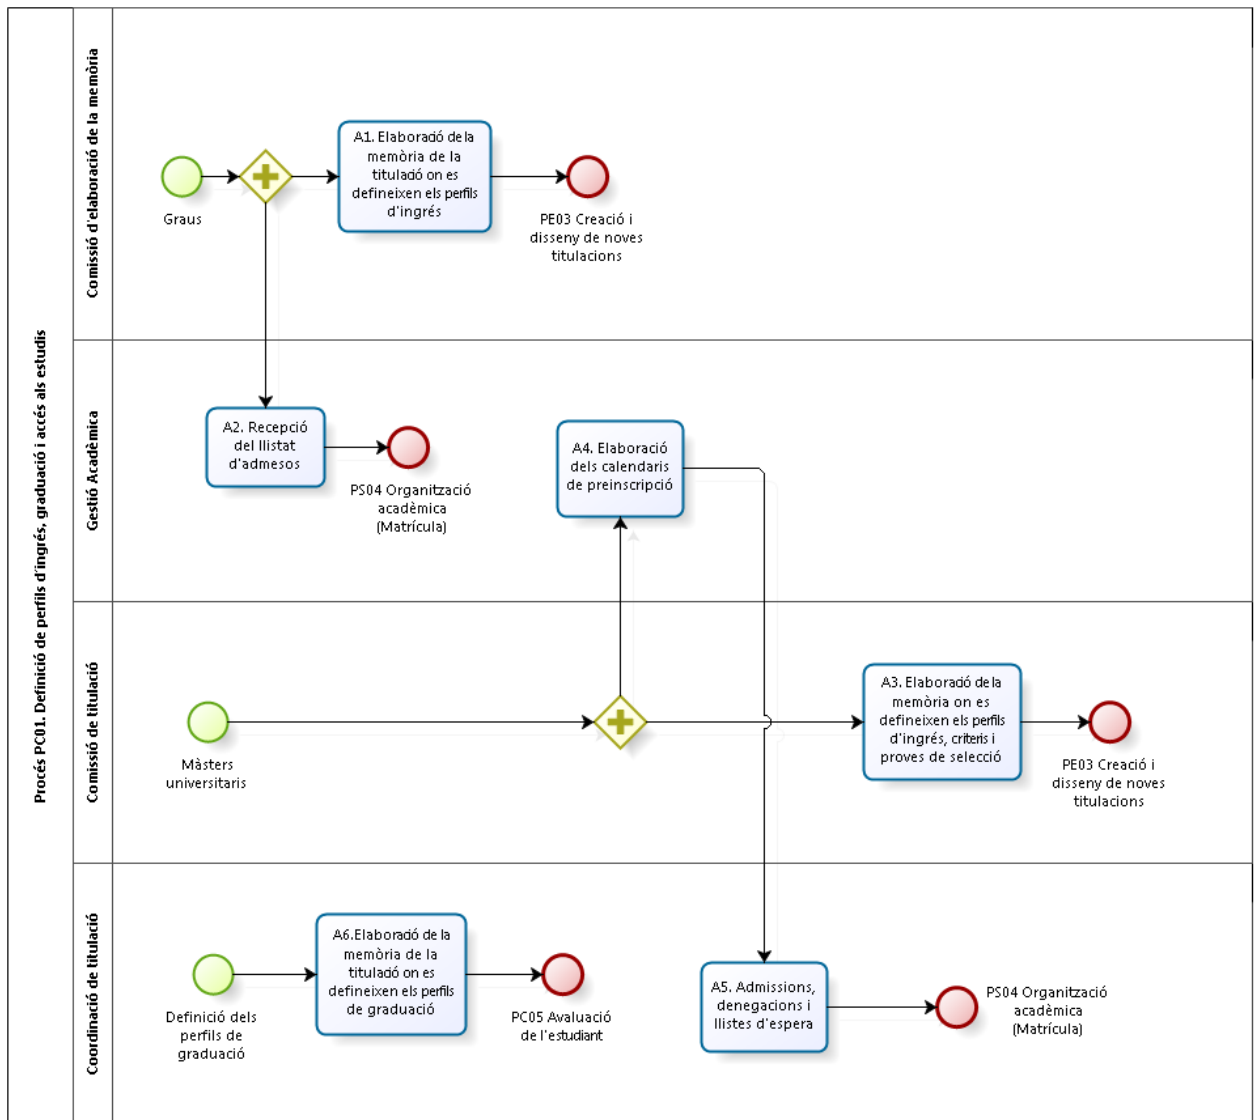 Procés PC01. Definició de perfils d'ingrés, graduació i accés als estudis
Comissió d'elaboració de la memòria
Graus
A1. Elaboració de la
memòria de la
titulació on es
defineixen els perfils
d'ingrés
PE03 Creació i
disseny de noves
titulacions
Gestió Acadèmica
A2. Recepció
del llistat
d'admesos
PS04 Organització
acadèmica
(Matrícula)
A4. Elaboració
dels calendaris
de preinscripció
Comissió de titulació
Màsters
universitaris
A3. Elaboració de la
memòria on es
defineixen els perfils
d'ingrés, criteris i
proves de selecció
PE03 Creació i
disseny de noves
titulacions
Coordinació de titulació
Definició dels
perfils de
graduació
A6.Elaboració de la
memòria de la
titulació on es
defineixen els perfils
de graduació
PC05 Avaluació
de l'estudiant
A5. Admissions,
denegacions i
llistes d'espera
PS04 Organització
acadèmica
(Matrícula)